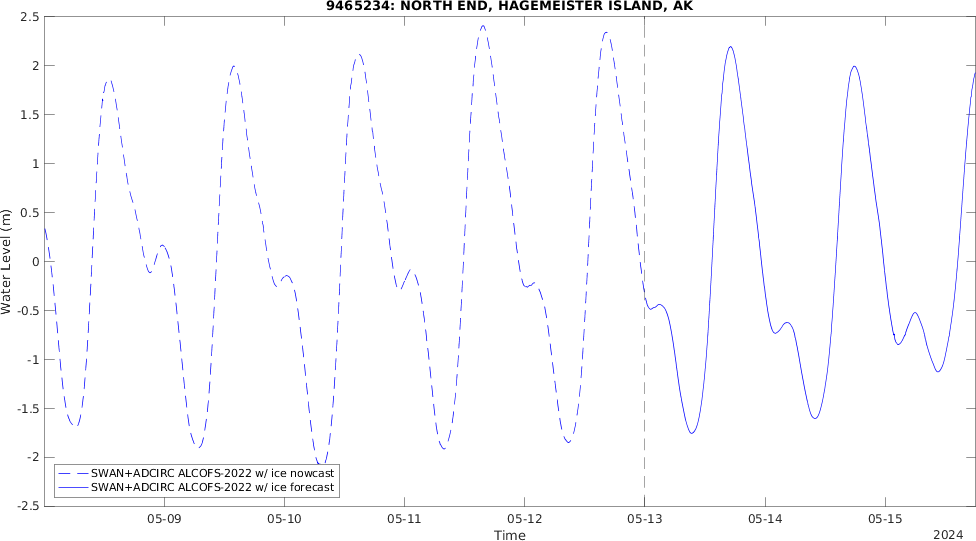 9465234: NORTH END, HAGEMEISTER ISLAND, AK
2.5
2
1.5
1
0.5
0
-0.5
-1
-1.5
-2
-2.5
Water Level (m)
SWAN+ADCIRC ALCOFS-2022 w/ ice nowcast
SWAN+ADCIRC ALCOFS-2022 w/ ice forecast
05-09 05-10 05-11 05-12 05-13 05-14 05-15
Time
2024